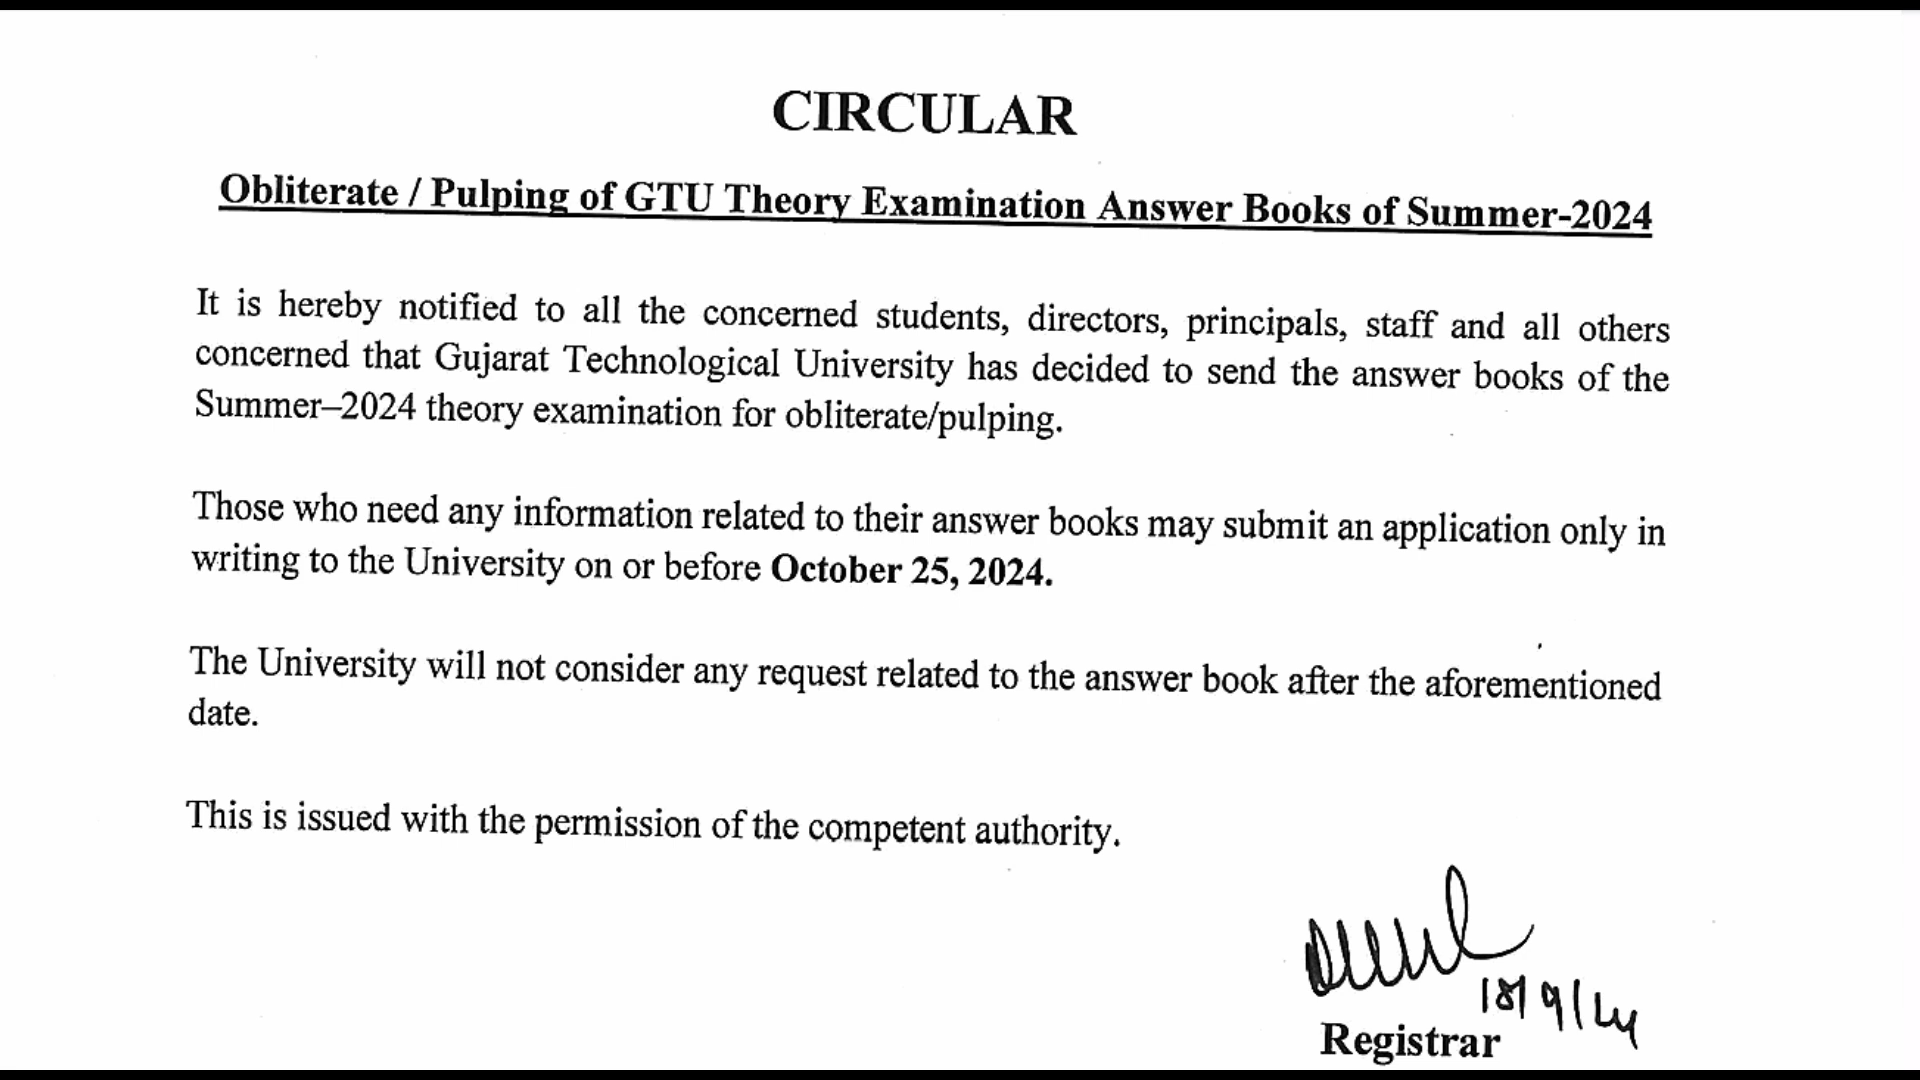 CIRCULAR
Obliterate / Pulping of GTU Theory Examination Answer Books of Summer-2024
It is hereby notified to all the concerned students, directors, principals, staff and all others
concerned that Gujarat Technological University has decided to send the answer books of the
Summer–2024 theory examination for obliterate/pulping.
Those who need any information related to their answer books may submit an application only in
writing to the University on or before October 25, 2024.
The University will not consider any request related to the answer book after the aforementioned
date.
This is issued with the permission of the competent authority.
18/9/24
Registrar